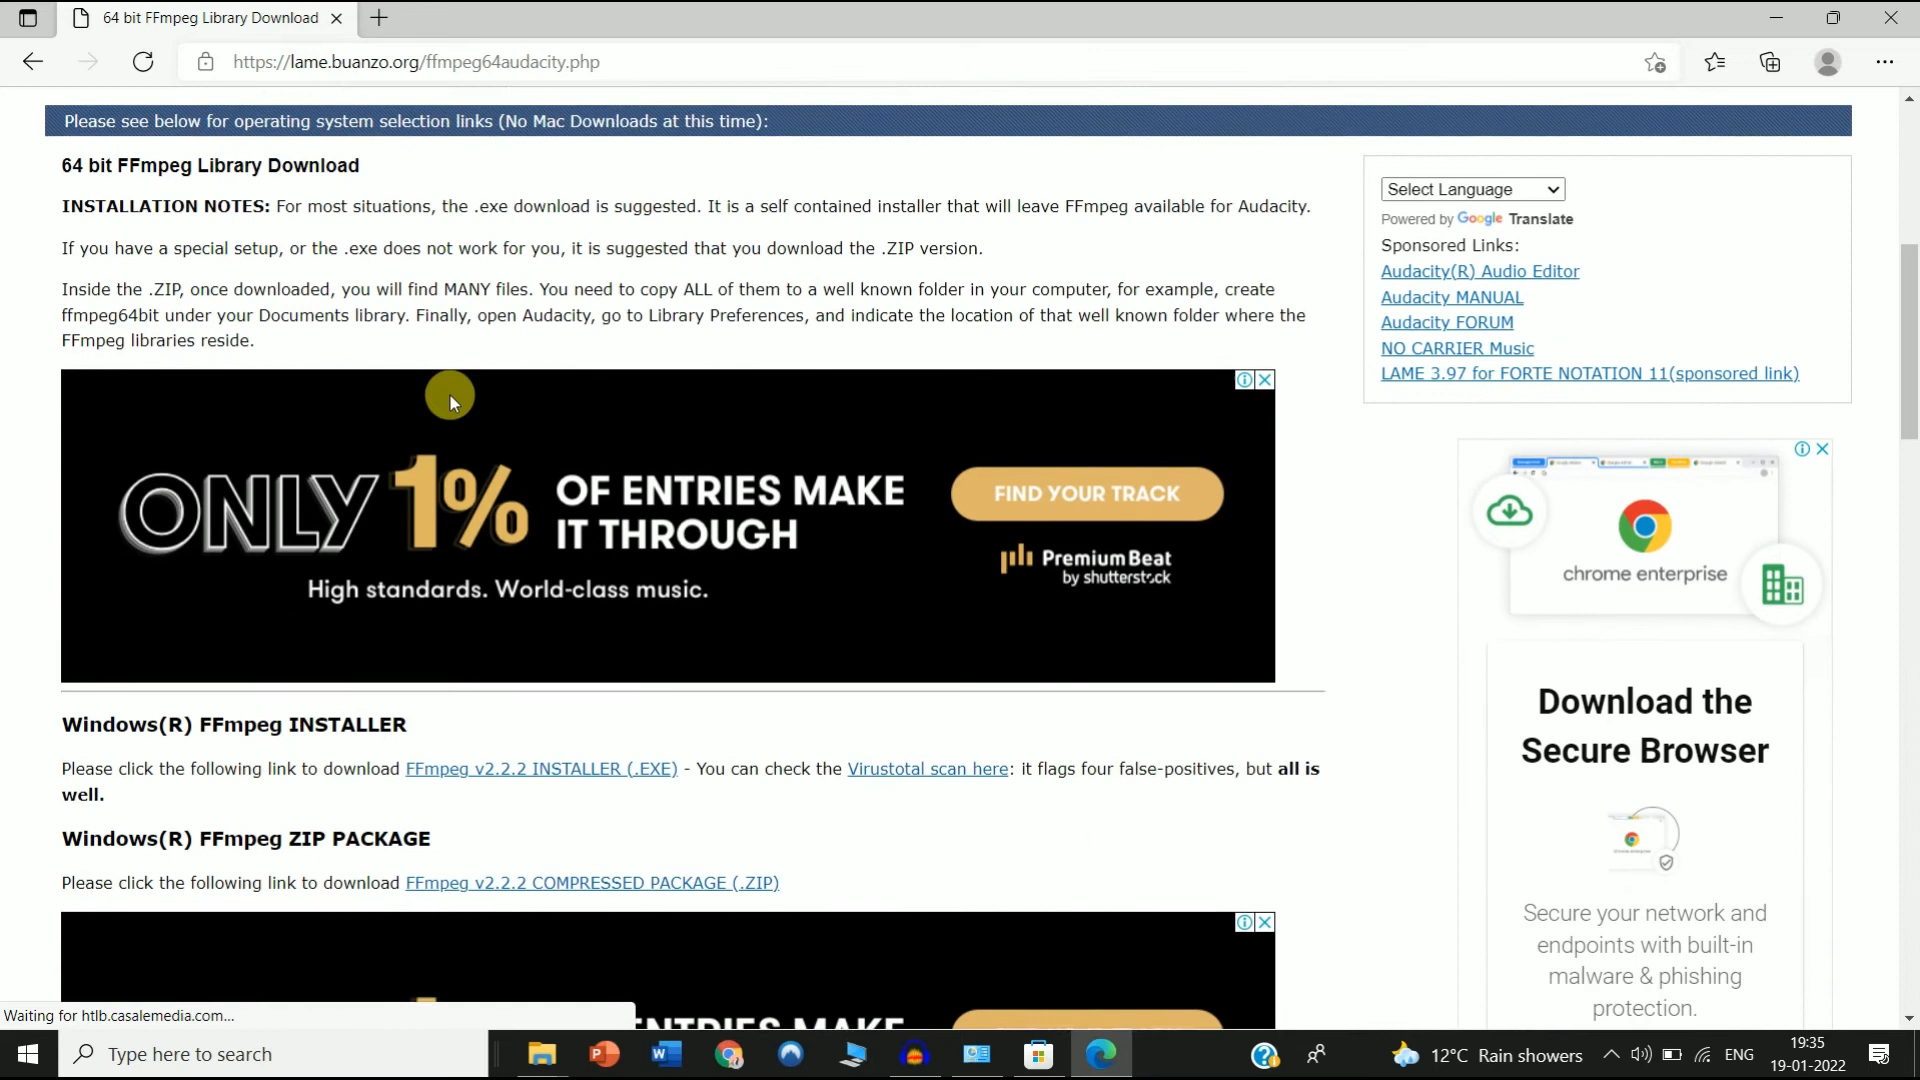 64 bit FFmpeg Library Download
https://lame.buanzo.org/ffmpeg64audacity.php
Please see below for operating system selection links (No Mac Downloads at this time):
64 bit FFmpeg Library Download
INSTALLATION NOTES: For most situations, the .exe download is suggested. It is a self contained installer that will leave FFmpeg available for Audacity.
If you have a special setup, or the .exe does not work for you, it is suggested that you download the .ZIP version.
Inside the .ZIP, once downloaded, you will find MANY files. You need to copy ALL of them to a well known folder in your computer, for example, create
ffmpeg64bit under your Documents library. Finally, open Audacity, go to Library Preferences, and indicate the location of that well known folder where the
FFmpeg libraries reside.
ONLY 1% OF ENTRIES MAKE
IT THROUGH
High standards. World-class music.
FIND YOUR TRACK
PremiumBeat
by shutterstock
Windows(R) FFmpeg INSTALLER
Please click the following link to download FFmpeg v2.2.2 INSTALLER (.EXE) - You can check the Virustotal scan here: it flags four false-positives, but all is
well.
Windows(R) FFmpeg ZIP PACKAGE
Please click the following link to download FFmpeg v2.2.2 COMPRESSED PACKAGE (.ZIP)
ENTRIES MAKE
Select Language
Powered by Google Translate
Sponsored Links:
Audacity(R) Audio Editor
Audacity MANUAL
Audacity FORUM
NO CARRIER Music
LAME 3.97 for FORTE NOTATION 11(sponsored link)
chrome enterprise
Download the
Secure Browser
Secure your network and
endpoints with built-in
malware & phishing
protection.
Waiting for htlb.casalemedia.com...
Type here to search
12°C Rain showers
ENG
19:35
19-01-2022